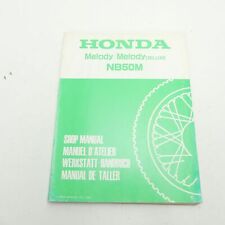 HONDA
Melody Melody DELUXE
NB50M
SHOP MANUAL
MANUEL D'ATELIER
WERKSTATT HANDBUCH
MANUAL DE TALLER